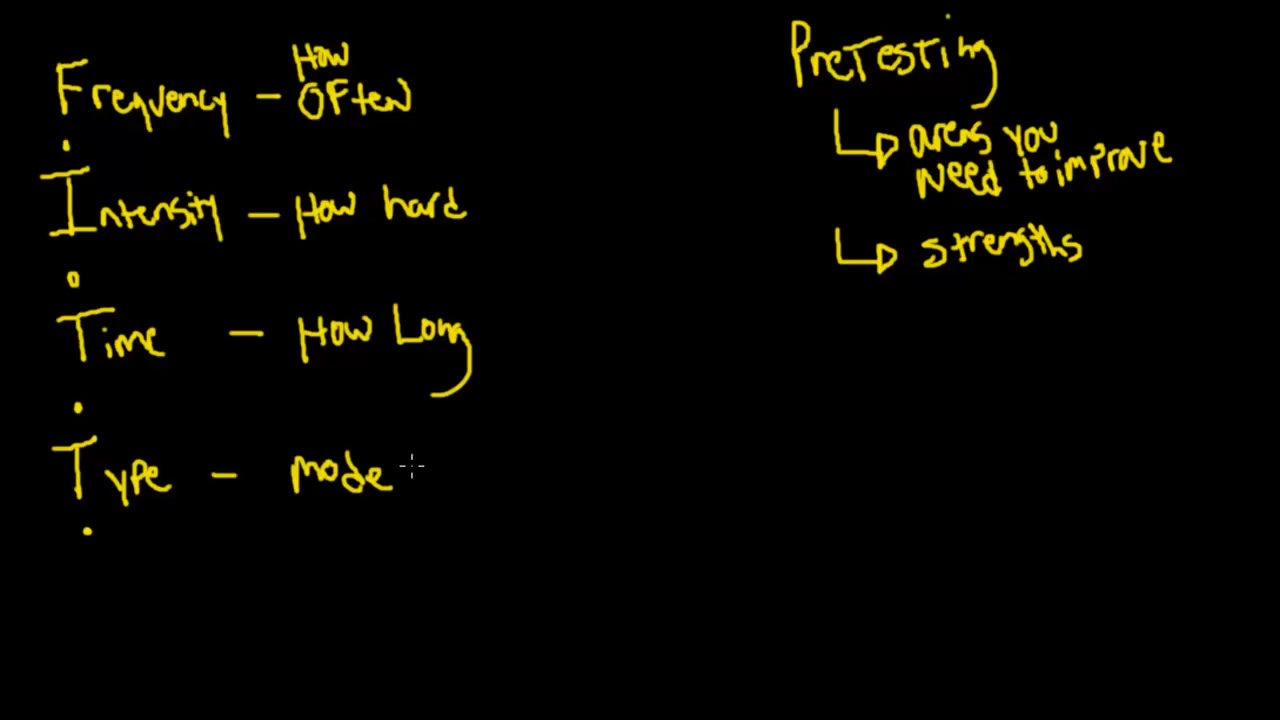 How
Frequency - Often
Intensity - How hard
Time - How Long
Type - mode
PreTesting
areas you
need to improve
strengths